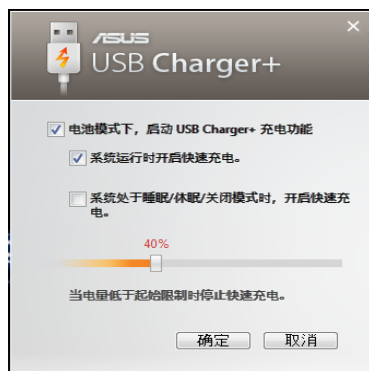 ASUS
USB Charger+
电池模式下，启动 USB Charger+ 充电功能
系统运行时开启快速充电。
系统处于睡眠/休眠/关闭模式时，开启快速充
电。
40%
当电量低于起始限制时停止快速充电。
确定 取消